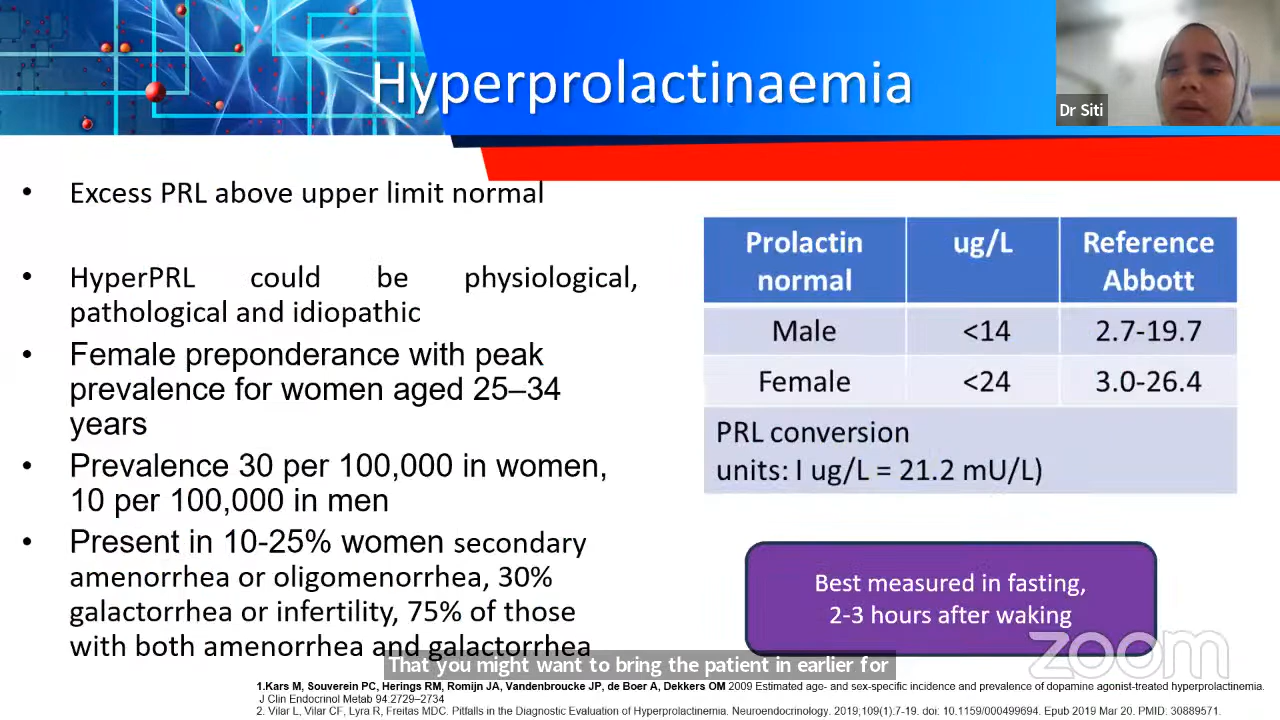 Hyperprolactinaemia
Dr Siti
• Excess PRL above upper limit normal
• HyperPRL could be physiological,
pathological and idiopathic
• Female preponderance with peak
prevalence for women aged 25–34
years
• Prevalence 30 per 100,000 in women,
10 per 100,000 in men
• Present in 10-25% women secondary
amenorrhea or oligomenorrhea, 30%
galactorrhea or infertility, 75% of those
with both amenorrhea and galactorrhea
Prolactin normal ug/L Reference Abbott
Male <14 2.7-19.7
Female <24 3.0-26.4
PRL conversion
units: I ug/L = 21.2 mU/L)
Best measured in fasting,
2-3 hours after waking
zoom
That you might want to bring the patient in earlier for
1.Kars M, Souverein PC, Herings RM, Romijn JA, Vandenbroucke JP, de Boer A, Dekkers OM 2009 Estimated age- and sex-specific incidence and prevalence of dopamine agonist-treated hyperprolactinemia.
J Clin Endocrinol Metab 94:2729–2734
2. Vilar L, Vilar CF, Lyra R, Freitas MDC. Pitfalls in the Diagnostic Evaluation of Hyperprolactinemia. Neuroendocrinology. 2019;109(1):7-19. doi: 10.1159/000499694. Epub 2019 Mar 20. PMID: 30889571.